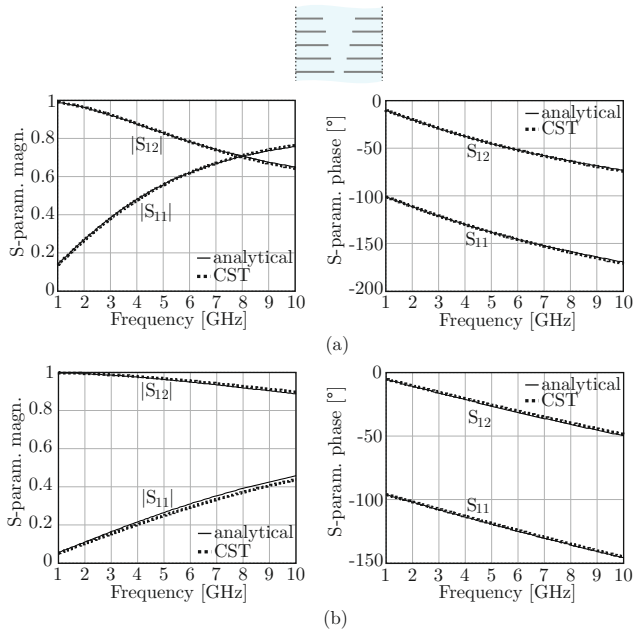 S-param. magn.
1
0.8
0.6
0.4
0.2
0
|S12|
|S11|
analytical
CST
1 2 3 4 5 6 7 8 9 10
Frequency [GHz]
S-param. phase [°]
0
-50
-100
-150
-200
analytical
CST
S12
S11
1 2 3 4 5 6 7 8 9 10
Frequency [GHz]
(a)
S-param. magn.
1
0.8
0.6
0.4
0.2
0
|S12|
|S11|
analytical
CST
1 2 3 4 5 6 7 8 9 10
Frequency [GHz]
S-param. phase [°]
0
-50
-100
-150
analytical
CST
S12
S11
1 2 3 4 5 6 7 8 9 10
Frequency [GHz]
(b)